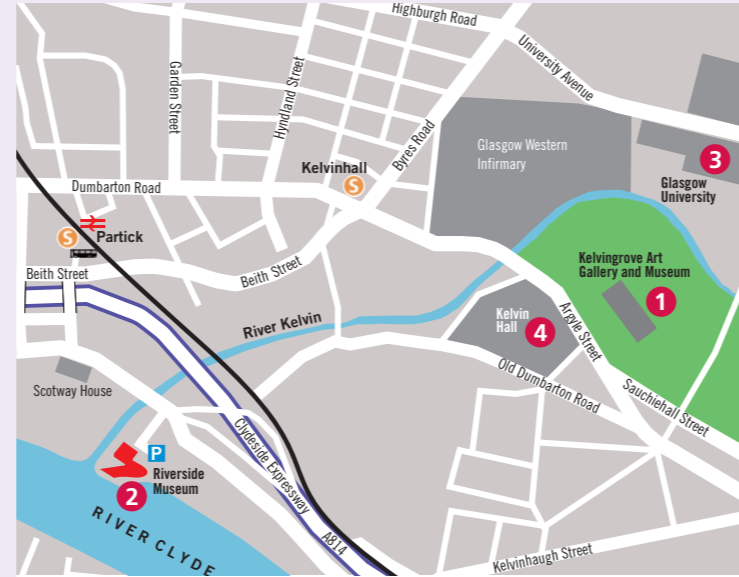 Highburgh Road
University Avenue
Garden Street
Hyndland Street
Byres Road
Glasgow Western
Infirmary
3
Glasgow
University
Kelvinhall
S
Dumbarton Road
S
Partick
Beith Street
Beith Street
Kelvingrove Art
Gallery and Museum
1
River Kelvin
Kelvin
Hall
4
Argyle Street
Old Dumbarton Road
Sauchiehall Street
Scotway House
P
Riverside
Museum
2
Clydeside Expressway
A814
RIVER CLYDE
Kelvinhaugh Street